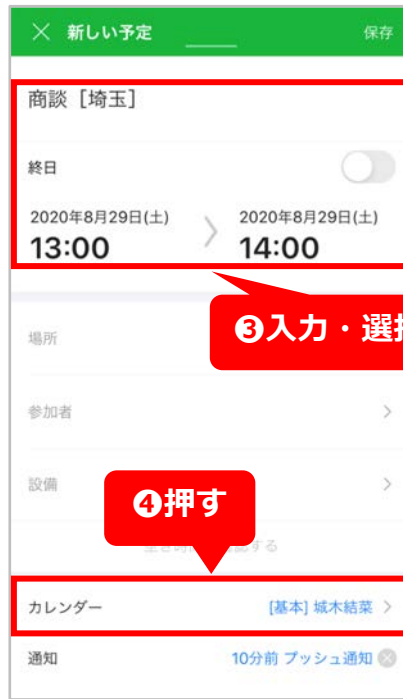 新しい予定
保存
商談［埼玉］
終日
2020年8月29日(土)
2020年8月29日(土)
13:00
14:00
❸入力・選択
場所
参加者
設備
❹押す
する
カレンダー
[基本] 城木結菜
通知
10分前 プッシュ通知